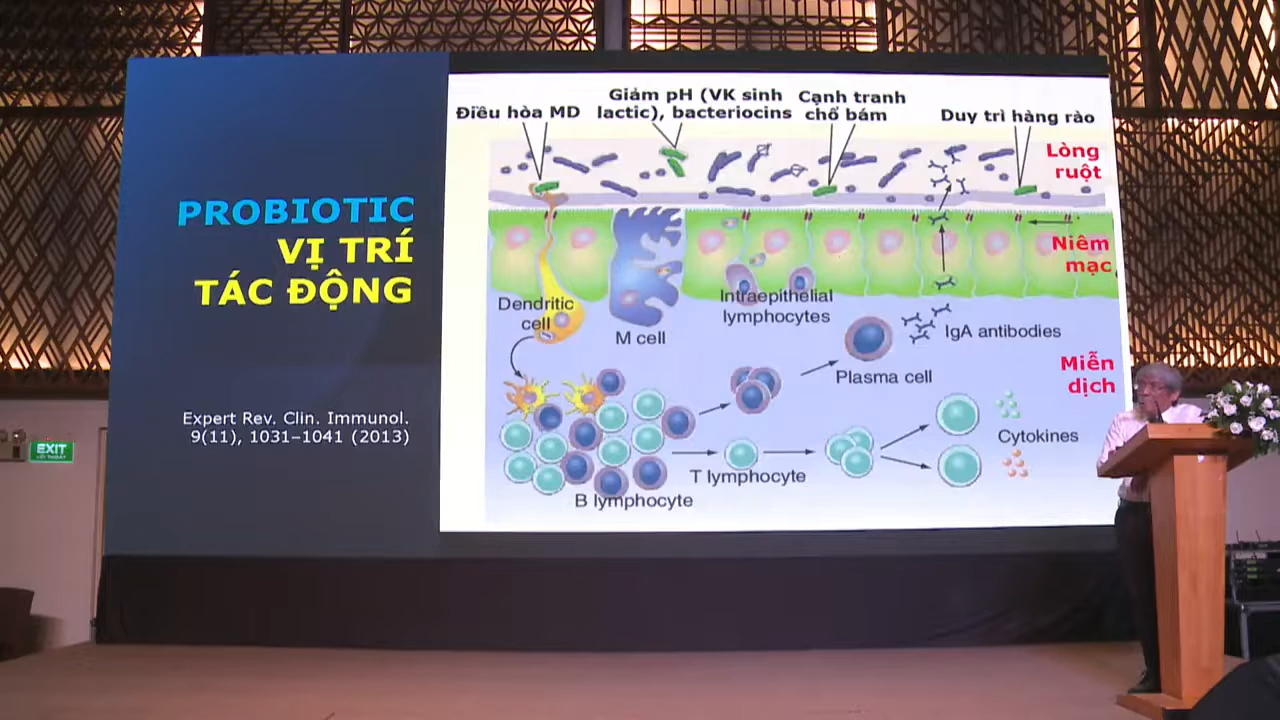 PROBIOTIC
VỊ TRÍ
TÁC ĐỘNG
Expert Rev. Clin. Immunol.
9(11), 1031–1041 (2013)
Điều hòa MD
Giảm pH (VK sinh
lactic), bacteriocins
Cạnh tranh
chổ bám
Duy trì hàng rào
Lòng
ruột
Niêm
mạc
Dendritic
cell
M cell
Intraepithelial
lymphocytes
IgA antibodies
Plasma cell
Miễn
dịch
Cytokines
T lymphocyte
B lymphocyte
EXIT